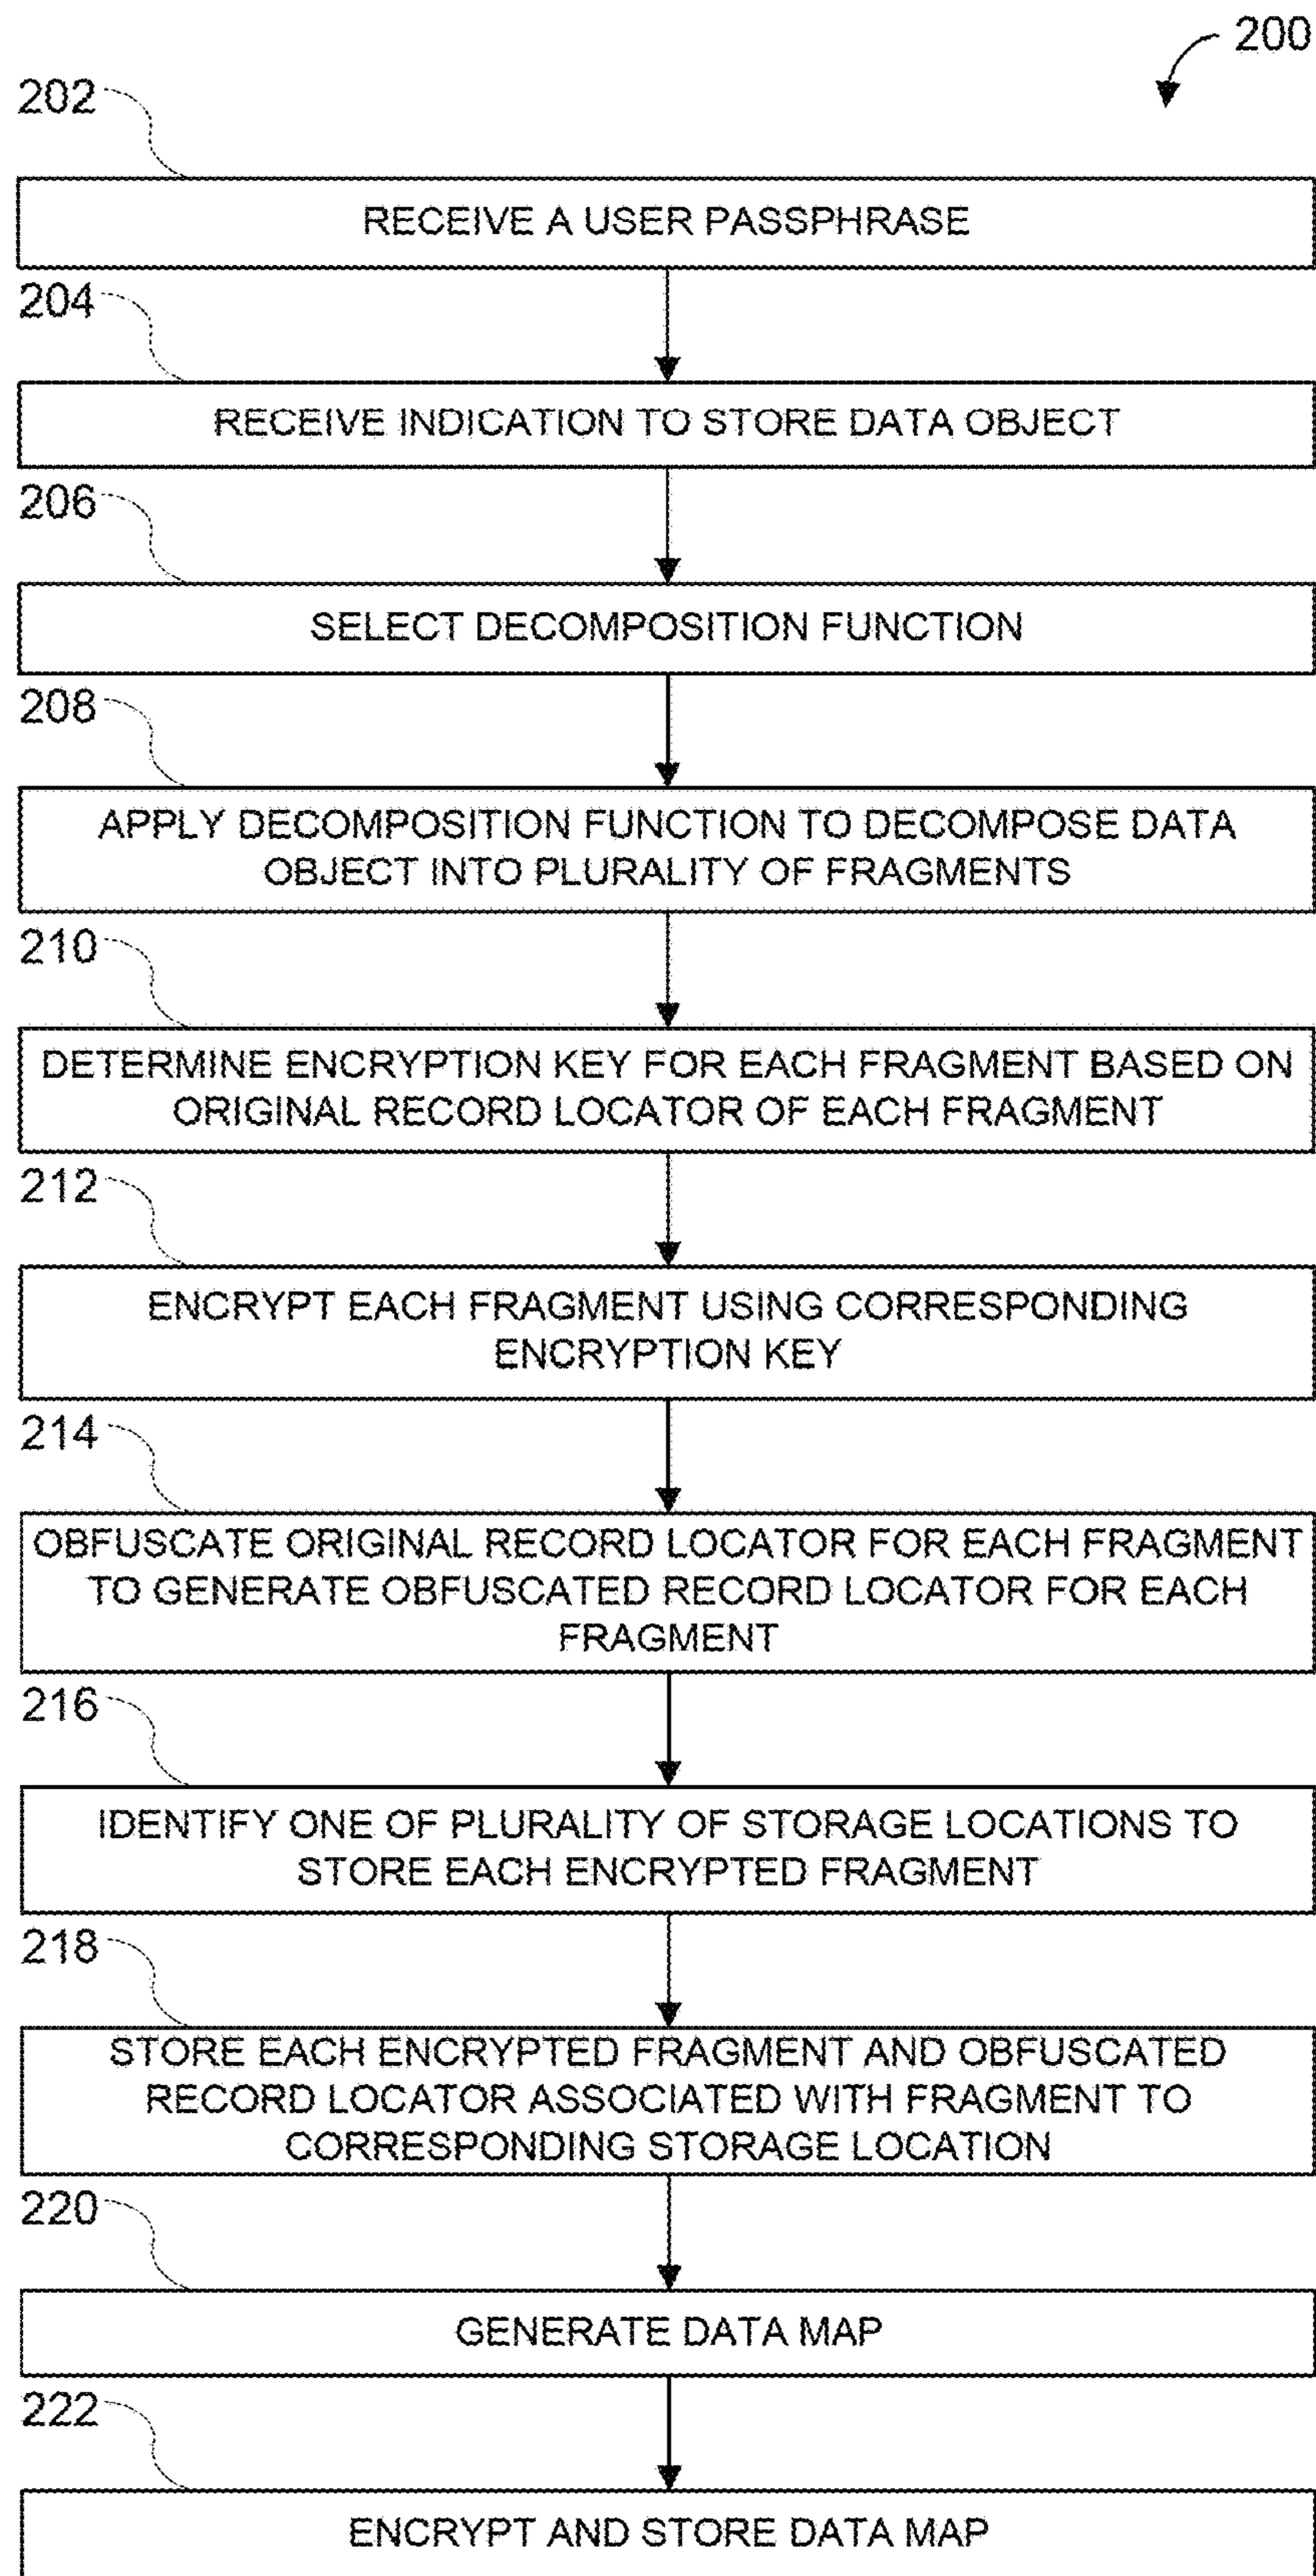 200
202
RECEIVE A USER PASSPHRASE
204
RECEIVE INDICATION TO STORE DATA OBJECT
206
SELECT DECOMPOSITION FUNCTION
208
APPLY DECOMPOSITION FUNCTION TO DECOMPOSE DATA
OBJECT INTO PLURALITY OF FRAGMENTS
210
DETERMINE ENCRYPTION KEY FOR EACH FRAGMENT BASED ON
ORIGINAL RECORD LOCATOR OF EACH FRAGMENT
212
ENCRYPT EACH FRAGMENT USING CORRESPONDING
ENCRYPTION KEY
214
OBFUSCATE ORIGINAL RECORD LOCATOR FOR EACH FRAGMENT
TO GENERATE OBFUSCATED RECORD LOCATOR FOR EACH
FRAGMENT
216
IDENTIFY ONE OF PLURALITY OF STORAGE LOCATIONS TO
STORE EACH ENCRYPTED FRAGMENT
218
STORE EACH ENCRYPTED FRAGMENT AND OBFUSCATED
RECORD LOCATOR ASSOCIATED WITH FRAGMENT TO
CORRESPONDING STORAGE LOCATION
220
GENERATE DATA MAP
222
ENCRYPT AND STORE DATA MAP